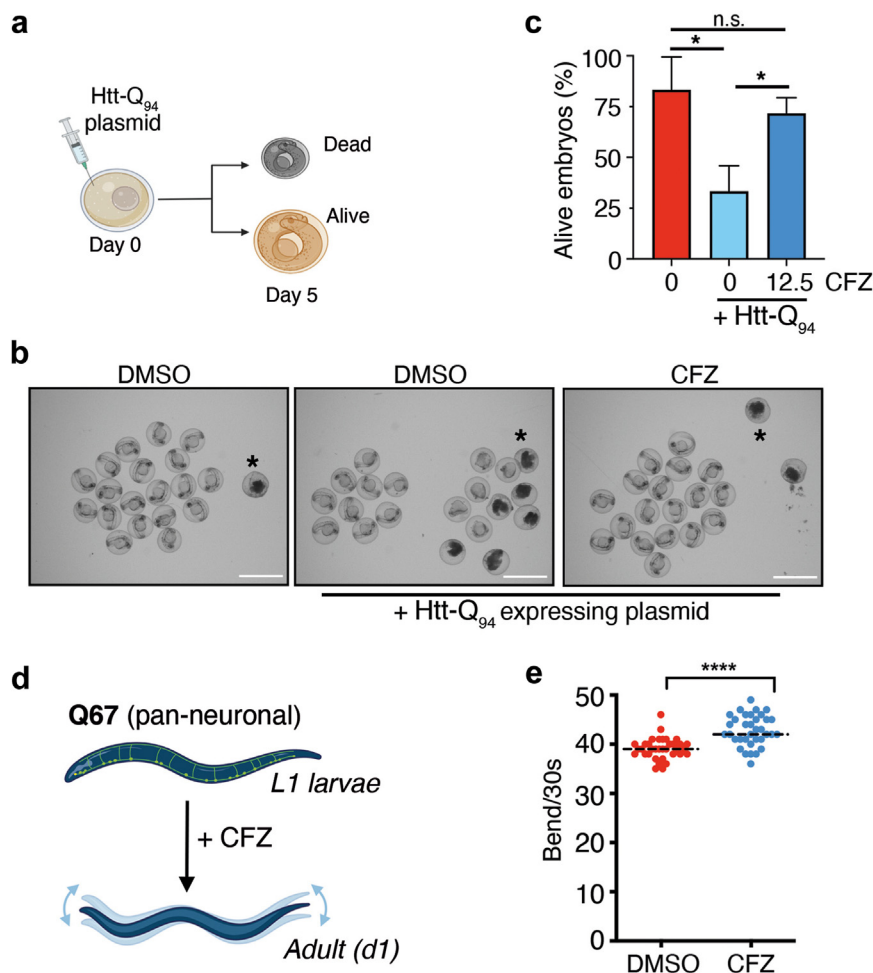 a
Htt-Q94
plasmid
Day 0
Dead
Alive
Day 5
c
n.s.
*
*
Alive embryos (%)
100
75
50
25
0
0 0 12.5 CFZ
+ Htt-Q94
b
DMSO DMSO CFZ
* * *
+ Htt-Q94 expressing plasmid
d
Q67 (pan-neuronal)
L1 larvae
+ CFZ
Adult (d1)
e
****
Bend/30s
50
40
30
20
10
0
DMSO CFZ